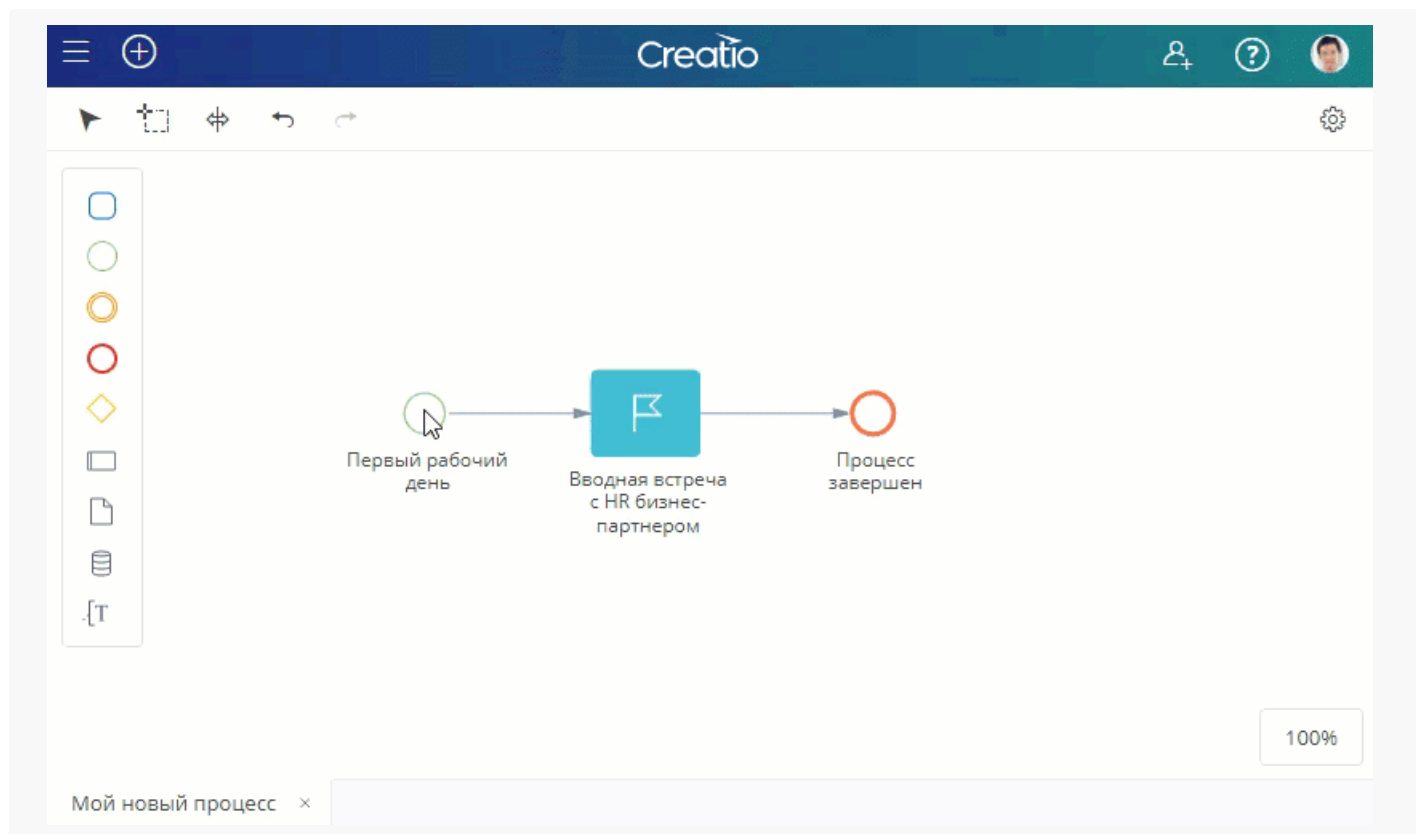 Creatio
{T
Первый рабочий
день
Вводная встреча
с HR бизнес-
партнером
Процесс
завершен
100%
Мой новый процесс ×